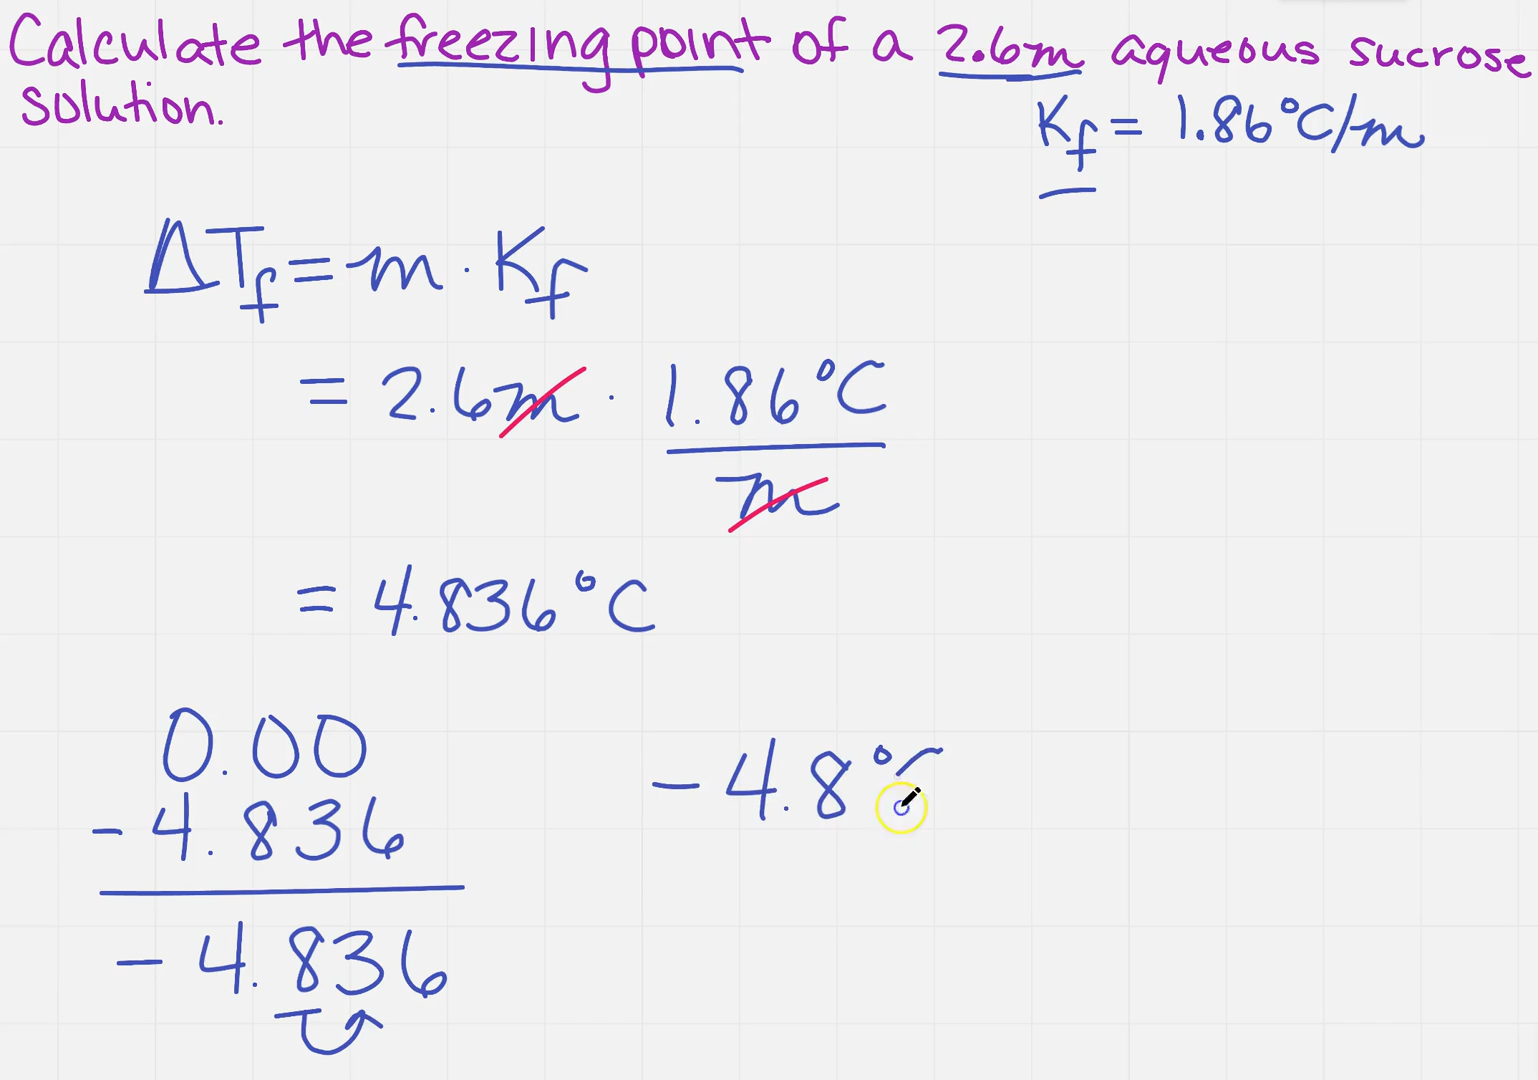 Calculate the freezing point of a 2.6m aqueous sucrose
solution.
Kf = 1.86°C/m
ΔTf = m · Kf
= 2.6m · 1.86°C
m
= 4.836°C
0.00
- 4.836
- 4.836
- 4.8°C